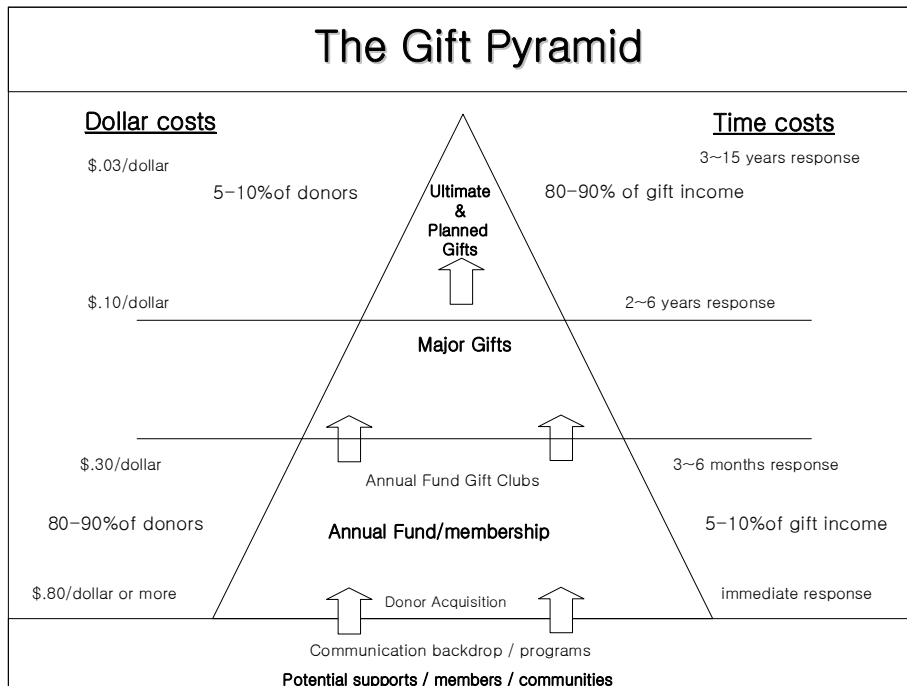 The Gift Pyramid
Dollar costs
Time costs
$.03/dollar
3~15 years response
5-10%of donors
Ultimate
&
Planned
Gifts
80-90% of gift income
$.10/dollar
2~6 years response
Major Gifts
$.30/dollar
3~6 months response
Annual Fund Gift Clubs
80-90%of donors
Annual Fund/membership
5-10%of gift income
$.80/dollar or more
Donor Acquisition
immediate response
Communication backdrop / programs
Potential supports / members / communities